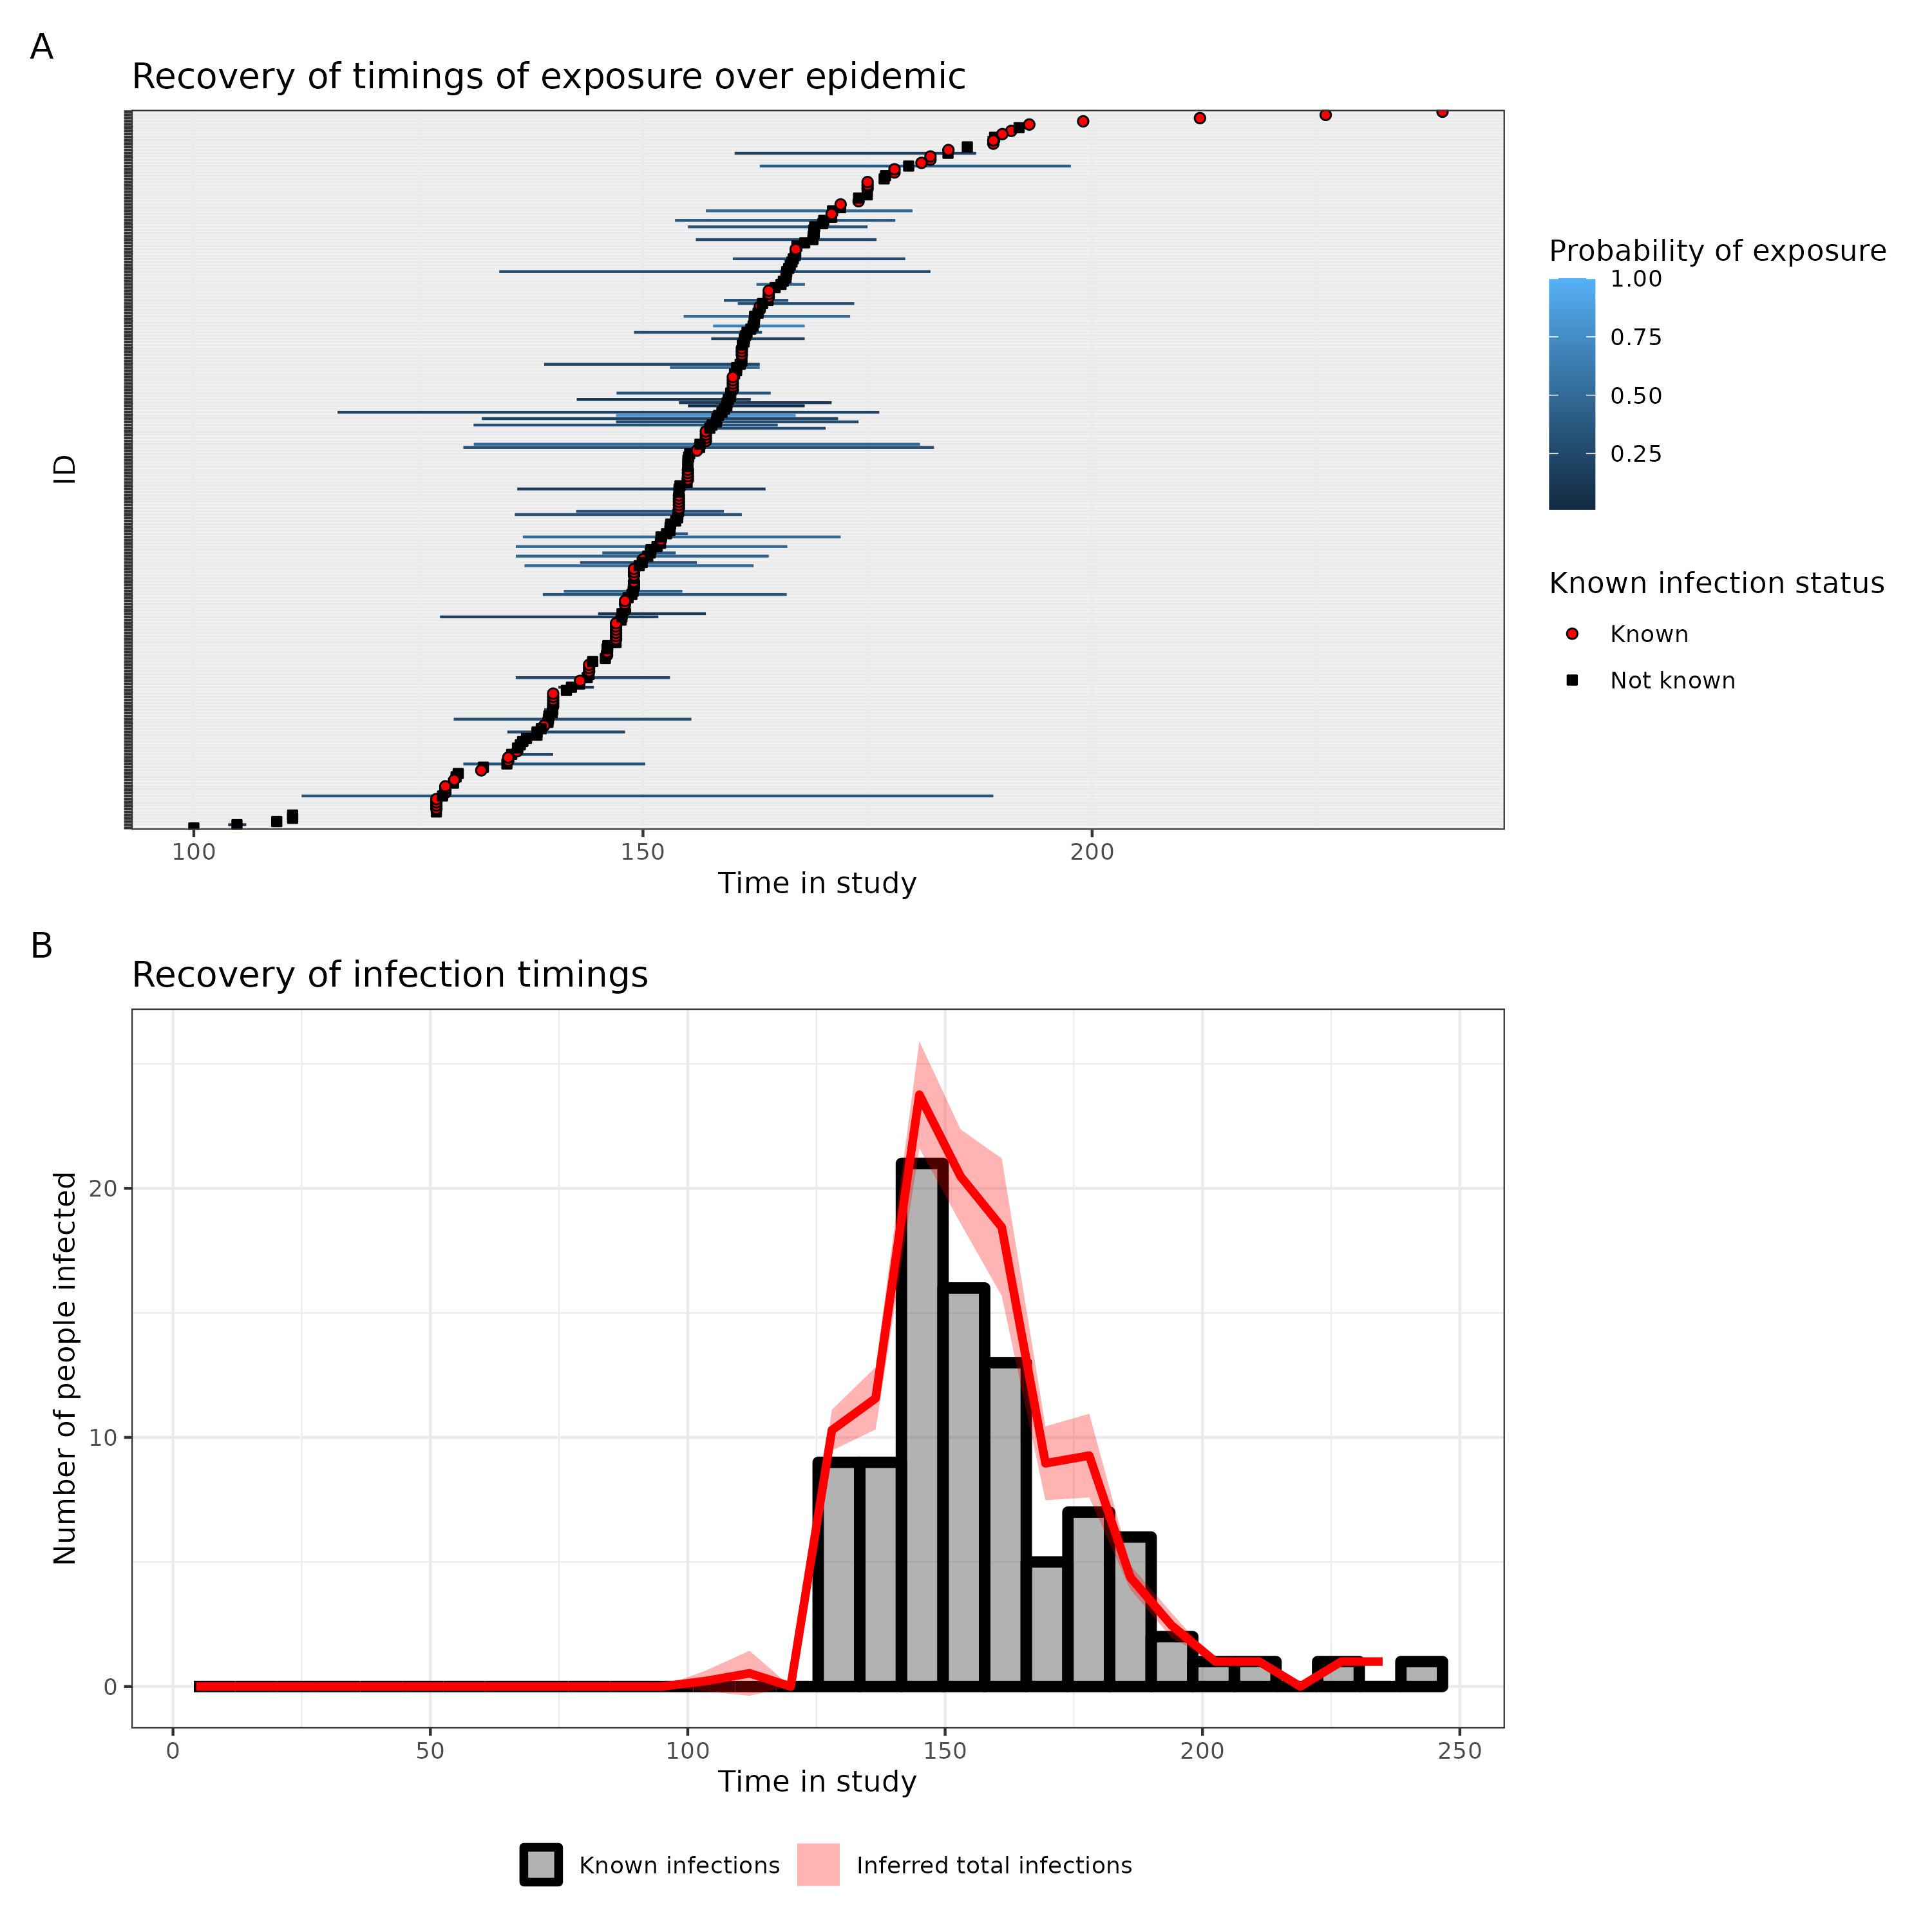 A
Recovery of timings of exposure over epidemic
ID
100 150 200
Time in study
Probability of exposure
1.00
0.75
0.50
0.25
Known infection status
Known
Not known
B
Recovery of infection timings
Number of people infected
20
10
0
0 50 100 150 200 250
Time in study
Known infections Inferred total infections